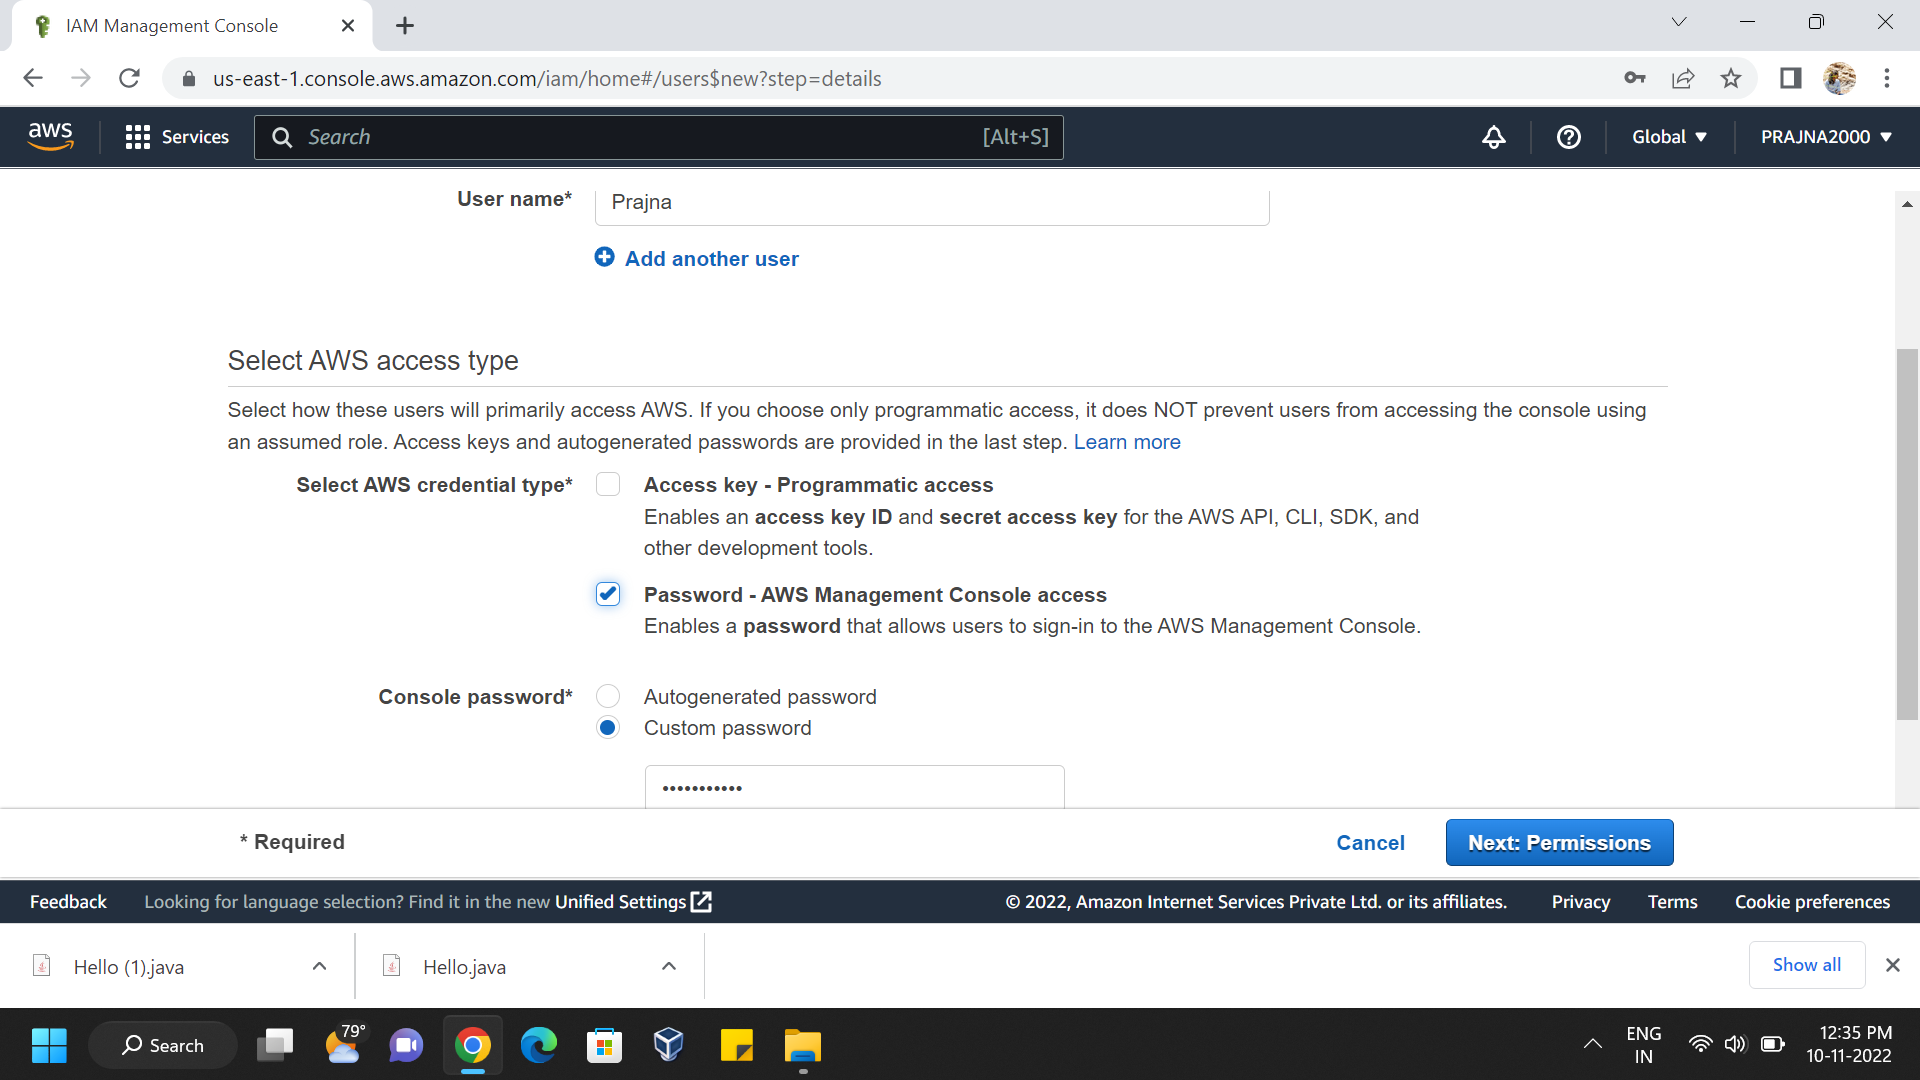 IAM Management Console
us-east-1.console.aws.amazon.com/iam/home#/users$new?step=details
aws
Services
Search
[Alt+S]
Global
PRAJNA2000
User name*
Prajna
Add another user
Select AWS access type
Select how these users will primarily access AWS. If you choose only programmatic access, it does NOT prevent users from accessing the console using
an assumed role. Access keys and autogenerated passwords are provided in the last step. Learn more
Select AWS credential type*
Access key - Programmatic access
Enables an access key ID and secret access key for the AWS API, CLI, SDK, and
other development tools.
Password - AWS Management Console access
Enables a password that allows users to sign-in to the AWS Management Console.
Console password*
Autogenerated password
Custom password
•••••••••••
* Required
Cancel
Next: Permissions
Feedback
Looking for language selection? Find it in the new Unified Settings
© 2022, Amazon Internet Services Private Ltd. or its affiliates.
Privacy
Terms
Cookie preferences
Hello (1).java
Hello.java
Show all
Search
79°
ENG
IN
12:35 PM
10-11-2022